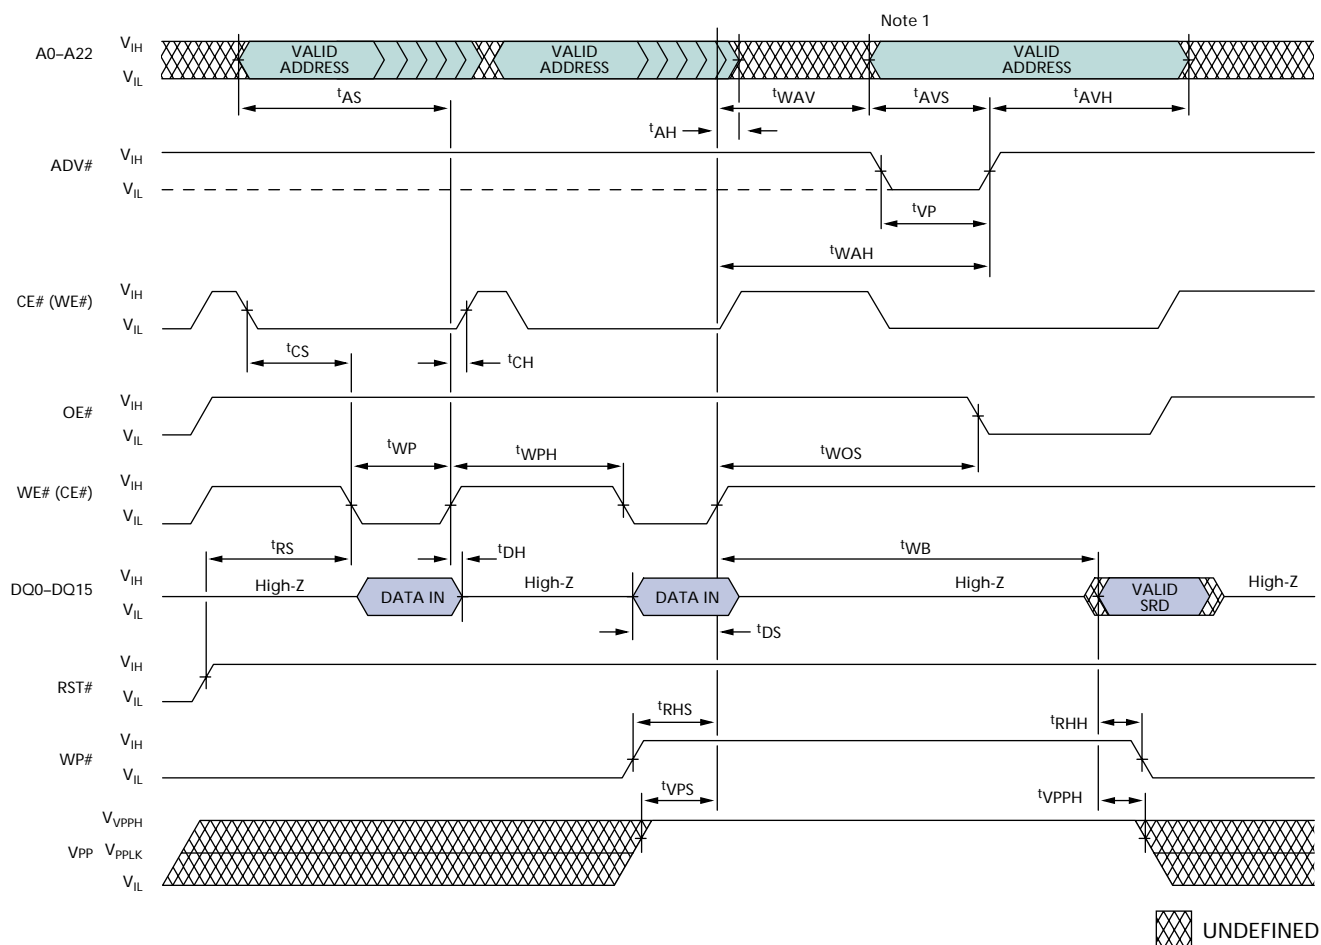 Note 1
A0–A22
VIH
VIL
VALID
ADDRESS
VALID
ADDRESS
VALID
ADDRESS
tAS
tWAV
tAVS
tAVH
tAH
ADV#
VIH
VIL
tVP
tWAH
CE# (WE#)
VIH
VIL
tCS
tCH
OE#
VIH
VIL
tWP
tWPH
tWOS
WE# (CE#)
VIH
VIL
tRS
tDH
tWB
DQ0–DQ15
VIH
VIL
High-Z
DATA IN
High-Z
DATA IN
High-Z
VALID
SRD
High-Z
tDS
RST#
VIH
VIL
tRHS
tRHH
WP#
VIH
VIL
tVPS
tVPPH
VPP
VVPPH
VPPLK
VIL
UNDEFINED